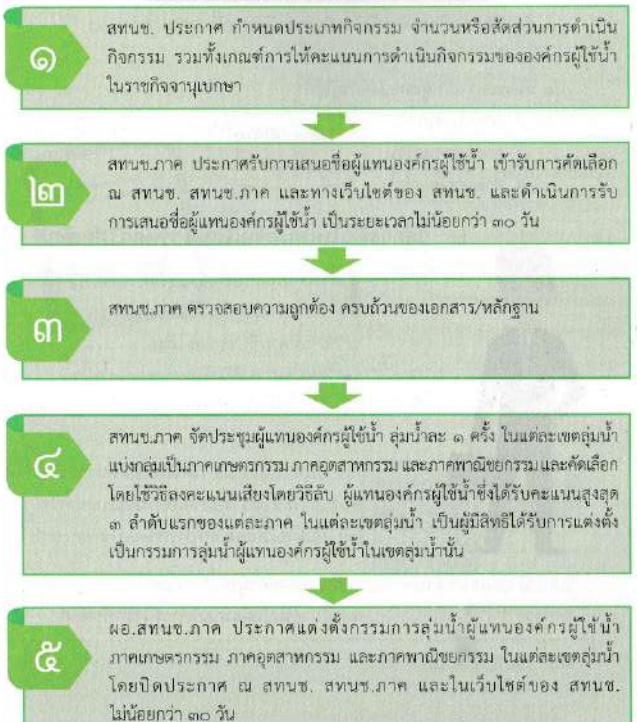 ๑
สทนช. ประกาศ กำหนดประเภทกิจกรรม จำนวนหรือสัดส่วนการดำเนิน
กิจกรรม รวมทั้งเกณฑ์การให้คะแนนการดำเนินกิจกรรมขององค์กรผู้ใช้น้ำ
ในราชกิจจานุเบกษา
๒
สทนช.ภาค ประกาศรับการเสนอชื่อผู้แทนองค์กรผู้ใช้น้ำ เข้ารับการคัดเลือก
ณ สทนช. สทนช.ภาค และทางเว็บไซต์ของ สทนช. และดำเนินการรับ
การเสนอชื่อผู้แทนองค์กรผู้ใช้น้ำ เป็นระยะเวลาไม่น้อยกว่า ๓๐ วัน
๓
สทนช.ภาค ตรวจสอบความถูกต้อง ครบถ้วนของเอกสาร/หลักฐาน
๔
สทนช.ภาค จัดประชุมผู้แทนองค์กรผู้ใช้น้ำ ลุ่มน้ำละ ๑ ครั้ง ในแต่ละเขตลุ่มน้ำ
แบ่งกลุ่มเป็นภาคเกษตรกรรม ภาคอุตสาหกรรม และภาคพาณิชยกรรม และคัดเลือก
โดยใช้วิธีลงคะแนนเสียงโดยวิธีลับ ผู้แทนองค์กรผู้ใช้น้ำซึ่งได้รับคะแนนสูงสุด
๓ ลำดับแรกของแต่ละภาค ในแต่ละเขตลุ่มน้ำ เป็นผู้มีสิทธิได้รับการแต่งตั้ง
เป็นกรรมการลุ่มน้ำผู้แทนองค์กรผู้ใช้น้ำในเขตลุ่มน้ำนั้น
๕
ผอ.สทนช.ภาค ประกาศแต่งตั้งกรรมการลุ่มน้ำผู้แทนองค์กรผู้ใช้น้ำ
ภาคเกษตรกรรม ภาคอุตสาหกรรม และภาคพาณิชยกรรม ในแต่ละเขตลุ่มน้ำ
โดยปิดประกาศ ณ สทนช. สทนช.ภาค และในเว็บไซต์ของ สทนช.
ไม่น้อยกว่า ๓๐ วัน